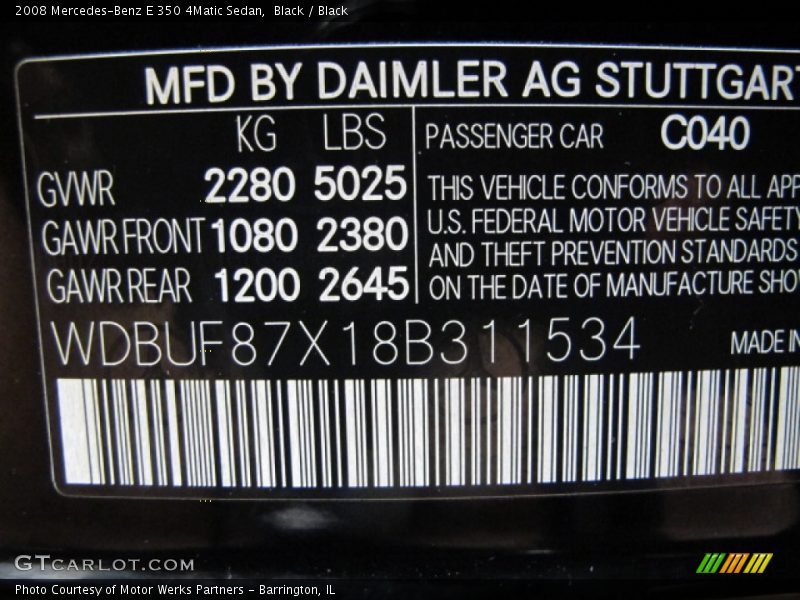 2008 Mercedes-Benz E 350 4Matic Sedan, Black / Black
MFD BY DAIMLER AG STUTTGART
KG LBS
GVWR 2280 5025
GAWR FRONT 1080 2380
GAWR REAR 1200 2645
PASSENGER CAR C040
THIS VEHICLE CONFORMS TO ALL APP
U.S. FEDERAL MOTOR VEHICLE SAFETY
AND THEFT PREVENTION STANDARDS
ON THE DATE OF MANUFACTURE SHO
WDBUF87X18B311534
MADE IN
GTCARLOT.COM
Photo Courtesy of Motor Werks Partners - Barrington, IL